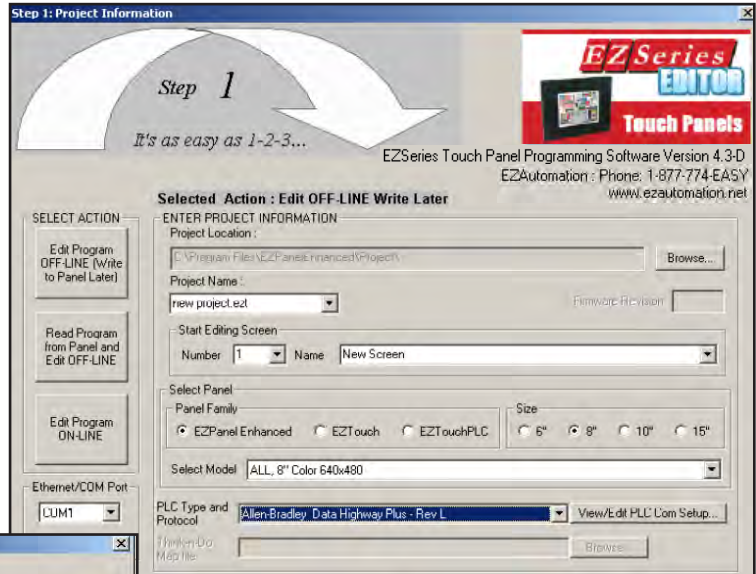 Step 1: Project Information
Step 1
It's as easy as 1-2-3...
EZSeries
EDITOR
Touch Panels
EZSeries Touch Panel Programming Software Version 4.3-D
EZAutomation : Phone: 1-877-774-EASY
www.ezautomation.net
Selected Action : Edit OFF-LINE Write Later
SELECT ACTION
Edit Program
OFF-LINE (Write
to Panel Later)
Read Program
from Panel and
Edit OFF-LINE
Edit Program
ON-LINE
Ethernet/COM Port
COM1
ENTER PROJECT INFORMATION
Project Location :
C:\Program Files\EZPanelEnhanced\Project\
Browse...
Project Name :
new project.ezt
Firmware Revision
Start Editing Screen
Number 1 Name New Screen
Select Panel
Panel Family
EZPanel Enhanced EZTouch EZTouchPLC
Size
6" 8" 10" 15"
Select Model ALL, 8" Color 640x480
PLC Type and
Protocol
Allen-Bradley Data Highway Plus - Rev L
View/Edit PLC Com Setup...
Map file
Browse...